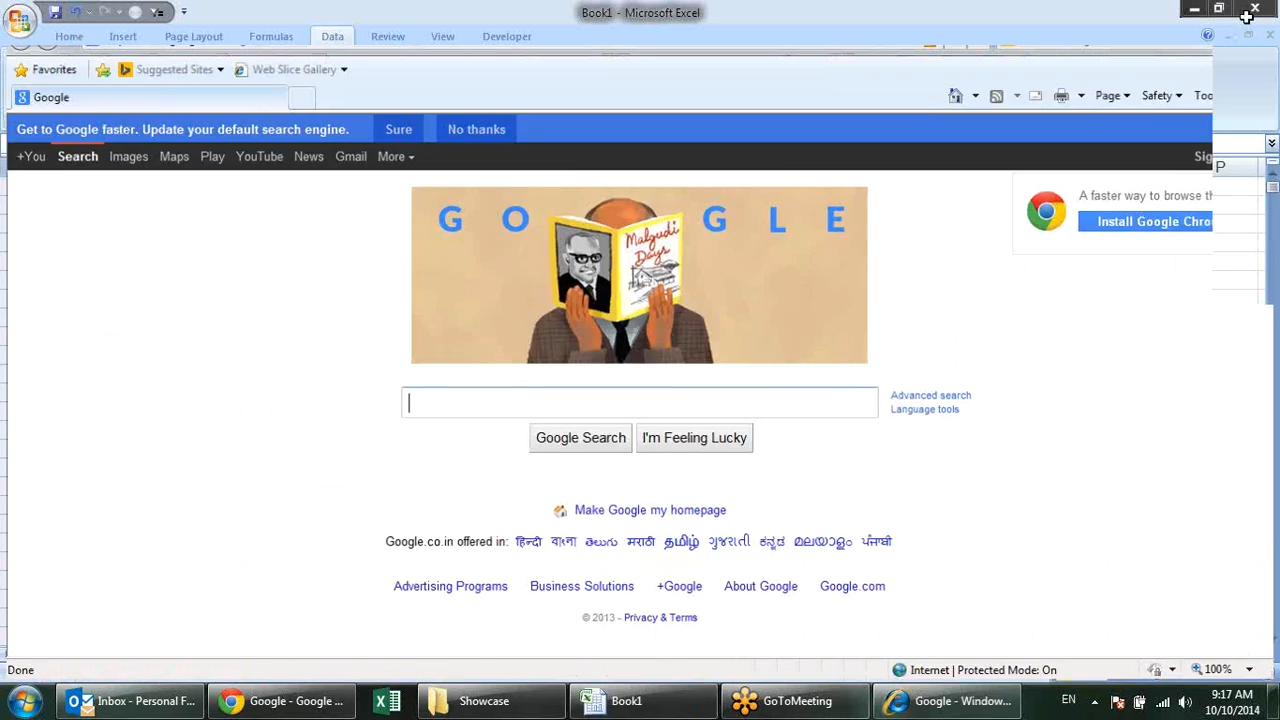 Book1 - Microsoft Excel
Home Insert Page Layout Formulas Data Review View Developer
Favorites Suggested Sites Web Slice Gallery
Google Page Safety Too
Get to Google faster. Update your default search engine. Sure No thanks
+You Search Images Maps Play YouTube News Gmail More Sig
P
A faster way to browse th
Install Google Chro
G O G L E
Malgudi
Days
Advanced search
Language tools
Google Search I'm Feeling Lucky
Make Google my homepage
Google.co.in offered in: हिन्दी বাংলা తెలుగు मराठी தமிழ் ગુજરાતી ಕನ್ನಡ മലയാളം ਪੰਜਾਬੀ
Advertising Programs Business Solutions +Google About Google Google.com
© 2013 - Privacy & Terms
Done Internet | Protected Mode: On 100%
Inbox - Personal F... Google - Google ... Showcase Book1 GoToMeeting Google - Window... EN 9:17 AM
10/10/2014